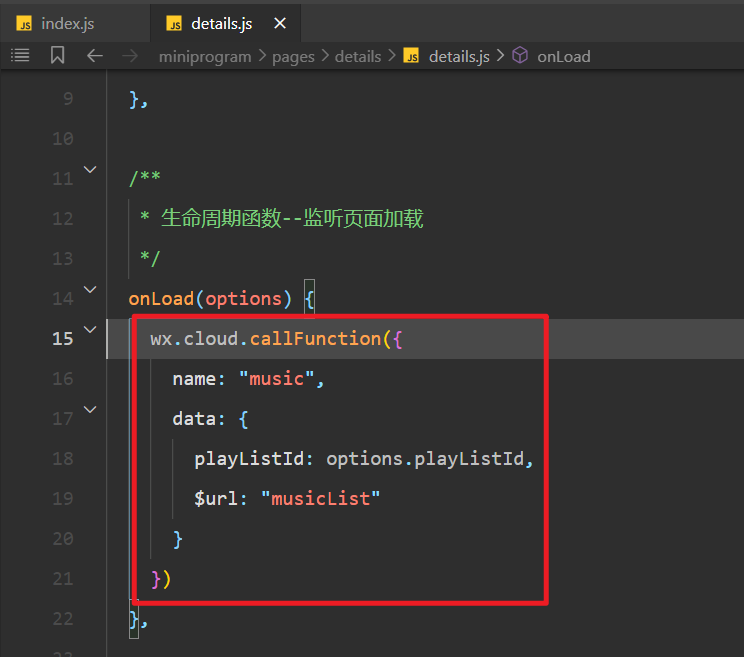 JS index.js JS details.js ×
miniprogram > pages > details > JS details.js > onLoad
9 },
10
11 /**
12 * 生命周期函数--监听页面加载
13 */
14 onLoad(options) {
15 wx.cloud.callFunction({
16 name: "music",
17 data: {
18 playListId: options.playListId,
19 $url: "musicList"
20 }
21 })
22 },
23